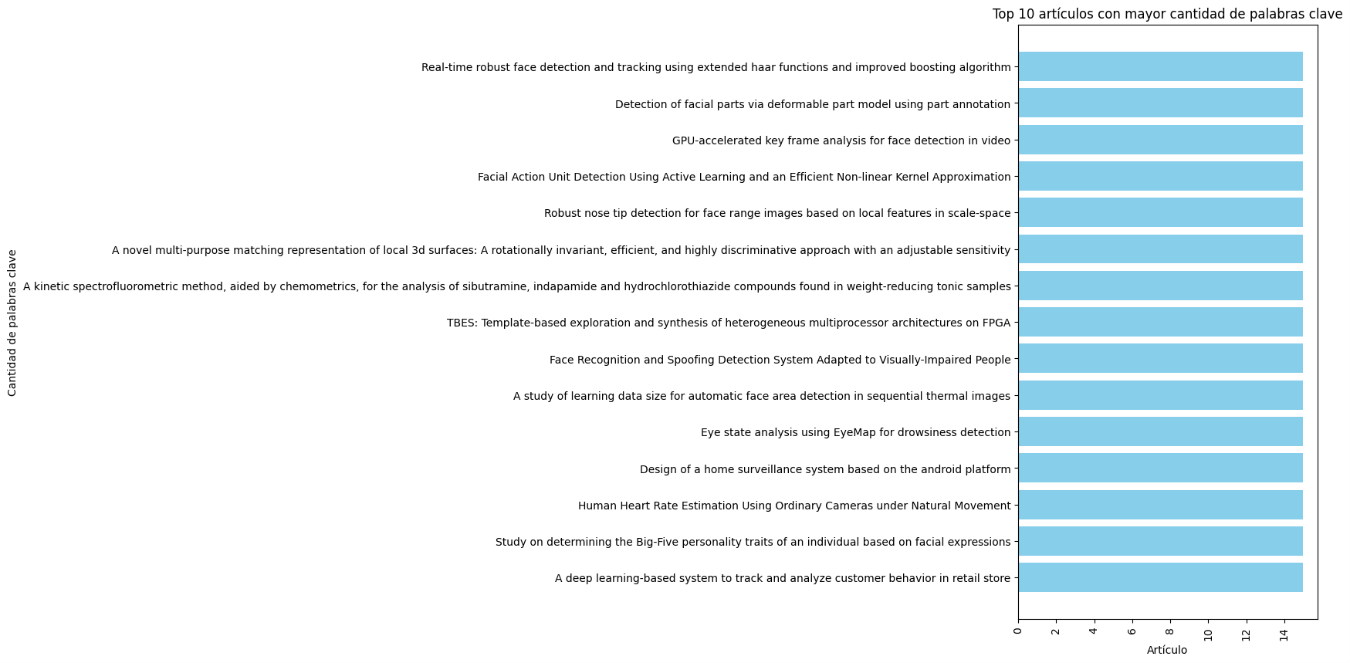 Top 10 artículos con mayor cantidad de palabras clave
Real-time robust face detection and tracking using extended haar functions and improved boosting algorithm
Detection of facial parts via deformable part model using part annotation
GPU-accelerated key frame analysis for face detection in video
Facial Action Unit Detection Using Active Learning and an Efficient Non-linear Kernel Approximation
Robust nose tip detection for face range images based on local features in scale-space
A novel multi-purpose matching representation of local 3d surfaces: A rotationally invariant, efficient, and highly discriminative approach with an adjustable sensitivity
A kinetic spectrofluorometric method, aided by chemometrics, for the analysis of sibutramine, indapamide and hydrochlorothiazide compounds found in weight-reducing tonic samples
TBES: Template-based exploration and synthesis of heterogeneous multiprocessor architectures on FPGA
Face Recognition and Spoofing Detection System Adapted to Visually-Impaired People
A study of learning data size for automatic face area detection in sequential thermal images
Eye state analysis using EyeMap for drowsiness detection
Design of a home surveillance system based on the android platform
Human Heart Rate Estimation Using Ordinary Cameras under Natural Movement
Study on determining the Big-Five personality traits of an individual based on facial expressions
A deep learning-based system to track and analyze customer behavior in retail store
Cantidad de palabras clave
0 2 4 6 8 10 12 14
Artículo